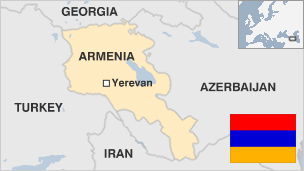 GEORGIA
ARMENIA
Yerevan
AZERBAIJAN
TURKEY
IRAN